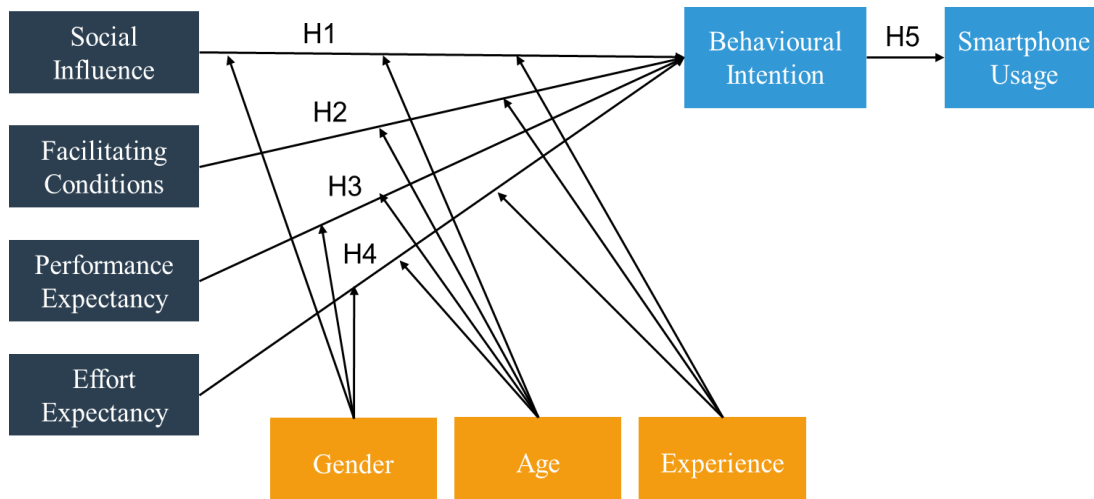 Social
Influence
H1
Behavioural
Intention
H5
Smartphone
Usage
Facilitating
Conditions
H2
Performance
Expectancy
H3
Effort
Expectancy
H4
Gender
Age
Experience